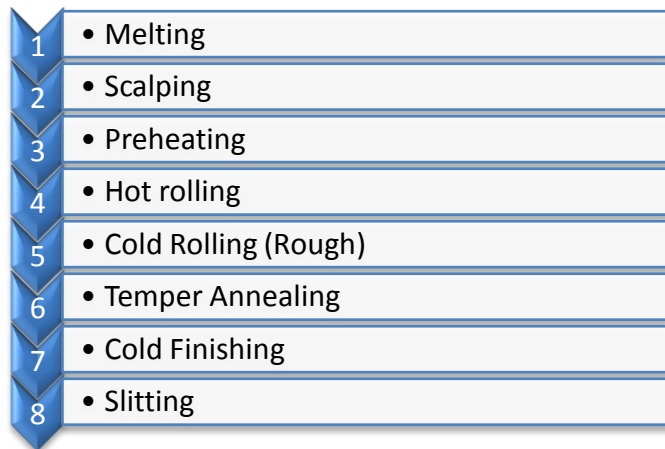 1 • Melting
2 • Scalping
3 • Preheating
4 • Hot rolling
5 • Cold Rolling (Rough)
6 • Temper Annealing
7 • Cold Finishing
8 • Slitting